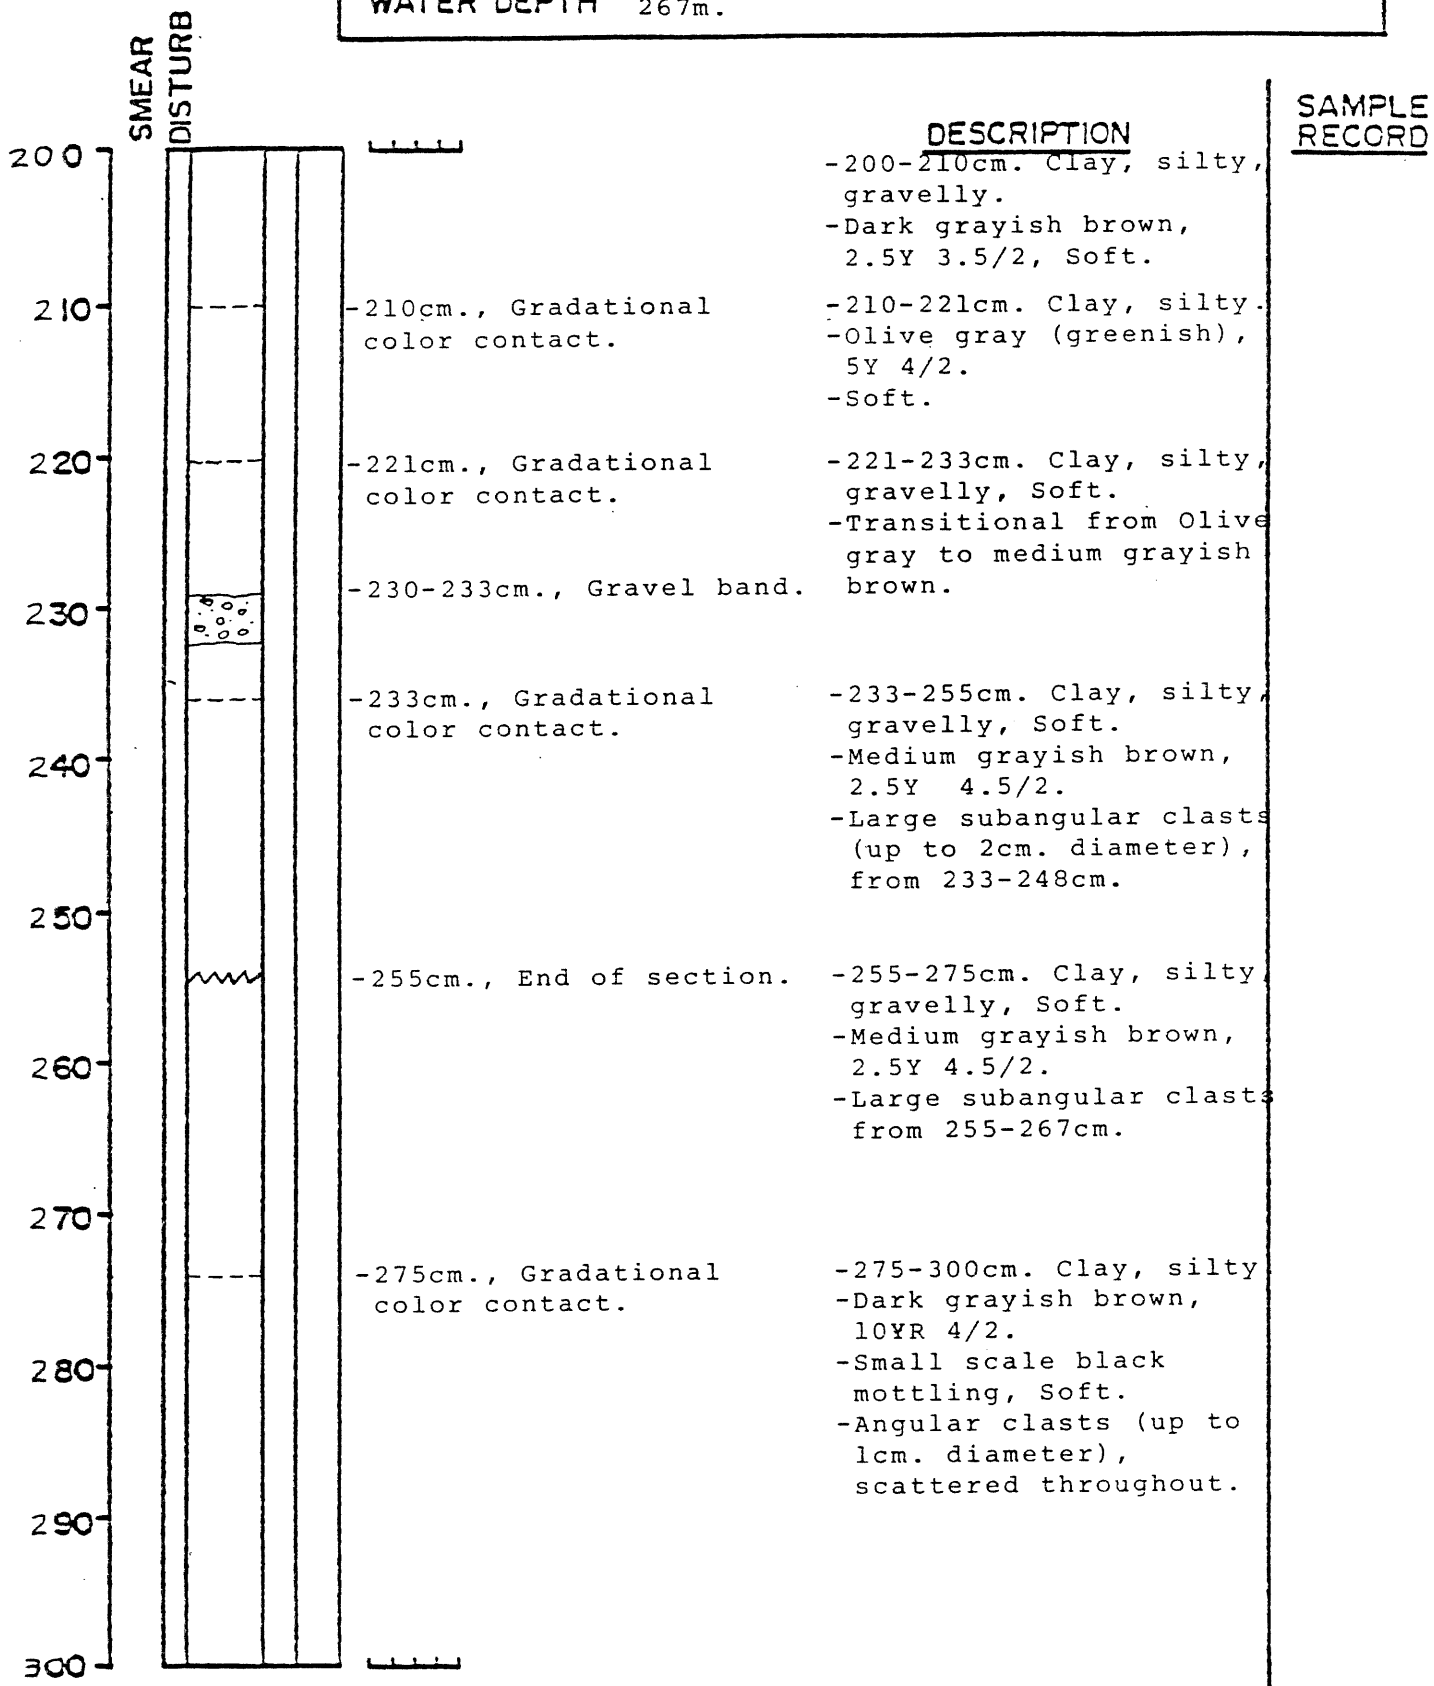 WATER DEPTH 267m.
SMEAR
DISTURB
DESCRIPTION
SAMPLE
RECORD
200
-200-210cm. Clay, silty,
gravelly.
-Dark grayish brown,
2.5Y 3.5/2, Soft.
210
-210cm., Gradational
color contact.
-210-221cm. Clay, silty.
-Olive gray (greenish),
5Y 4/2.
-Soft.
220
-221cm., Gradational
color contact.
-221-233cm. Clay, silty,
gravelly, Soft.
-Transitional from Olive
gray to medium grayish
brown.
230
-230-233cm., Gravel band.
-233cm., Gradational
color contact.
-233-255cm. Clay, silty,
gravelly, Soft.
-Medium grayish brown,
2.5Y 4.5/2.
-Large subangular clasts
(up to 2cm. diameter),
from 233-248cm.
240
250
-255cm., End of section.
-255-275cm. Clay, silty,
gravelly, Soft.
-Medium grayish brown,
2.5Y 4.5/2.
-Large subangular clasts
from 255-267cm.
260
270
-275cm., Gradational
color contact.
-275-300cm. Clay, silty
-Dark grayish brown,
10YR 4/2.
-Small scale black
mottling, Soft.
-Angular clasts (up to
1cm. diameter),
scattered throughout.
280
290
300